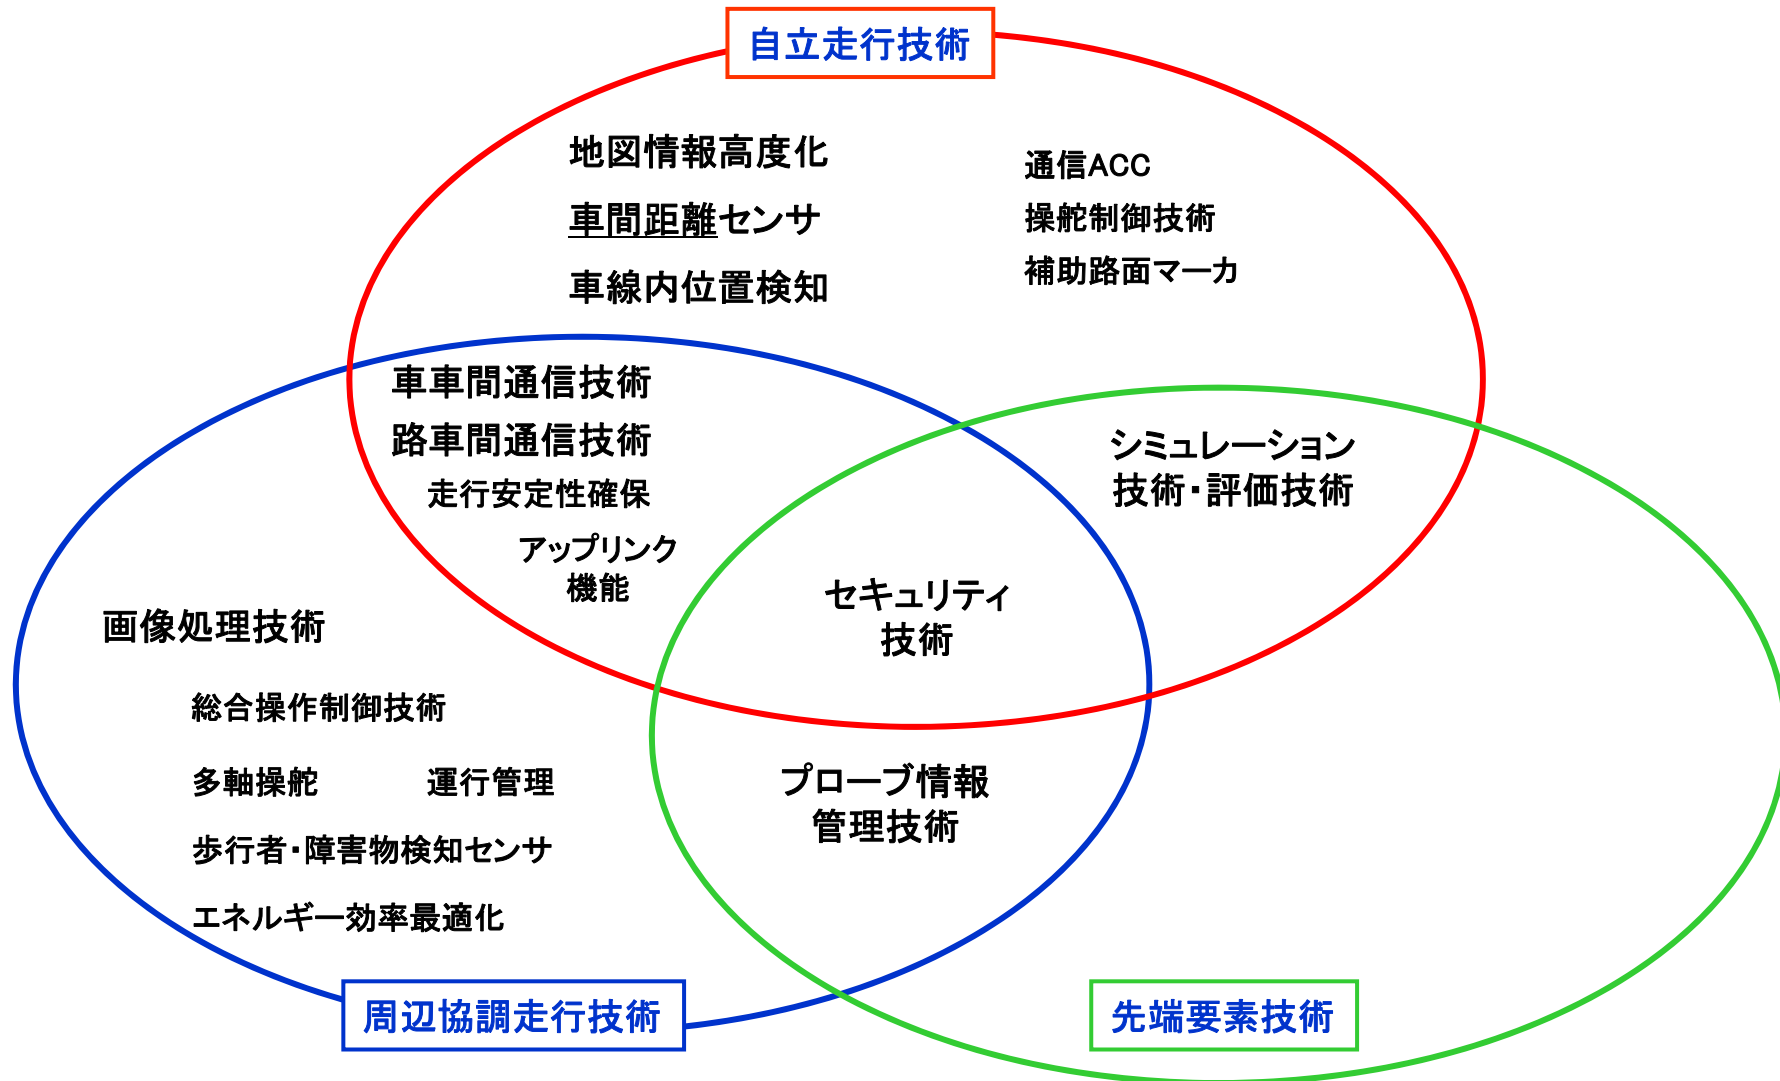 自立走行技術
地図情報高度化
車間距離センサ
車線内位置検知
通信ACC
操舵制御技術
補助路面マーカ
車車間通信技術
路車間通信技術
走行安定性確保
アップリンク
機能
シミュレーション
技術・評価技術
セキュリティ
技術
画像処理技術
総合操作制御技術
多軸操舵 運行管理
歩行者・障害物検知センサ
エネルギー効率最適化
プローブ情報
管理技術
周辺協調走行技術
先端要素技術